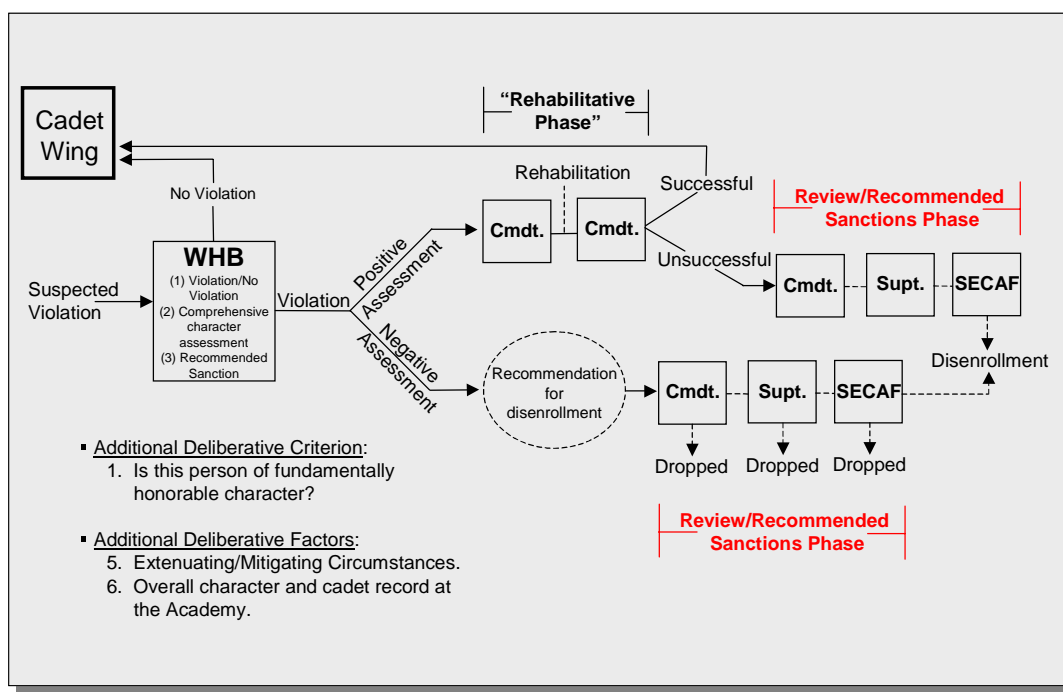 “Rehabilitative
Phase”
Cadet
Wing
No Violation
Rehabilitation
Successful
Review/Recommended
Sanctions Phase
Cmdt.
Cmdt.
Positive
Assessment
WHB
(1) Violation/No
Violation
(2) Comprehensive
character
assessment
(3) Recommended
Sanction
Suspected
Violation
Violation
Unsuccessful
Cmdt.
Supt.
SECAF
Negative
Assessment
Disenrollment
Recommendation
for
disenrollment
Cmdt.
Supt.
SECAF
Dropped
Dropped
Dropped
▪ Additional Deliberative Criterion:
1. Is this person of fundamentally
honorable character?
Review/Recommended
Sanctions Phase
▪ Additional Deliberative Factors:
5. Extenuating/Mitigating Circumstances.
6. Overall character and cadet record at
the Academy.